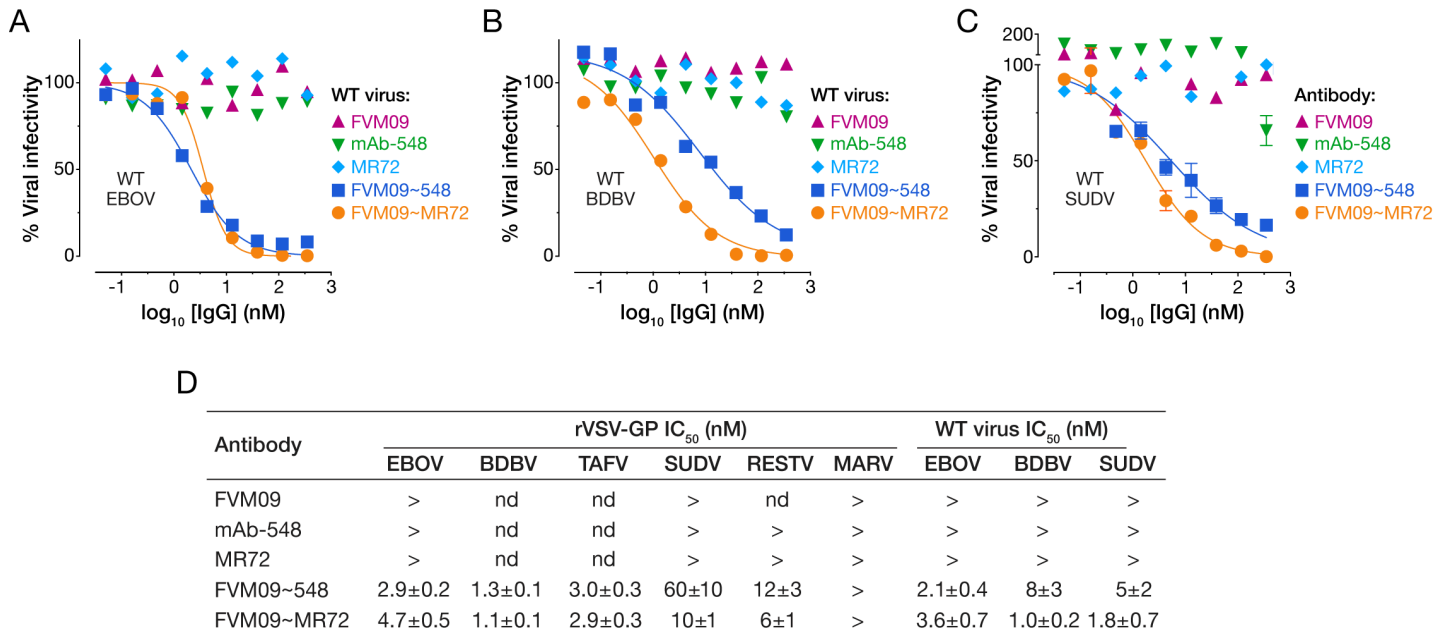 A
% Viral infectivity
100
50
0
WT
EBOV
-1 0 1 2 3
log10 [IgG] (nM)
WT virus:
FVM09
mAb-548
MR72
FVM09~548
FVM09~MR72
B
% Viral infectivity
100
50
0
WT
BDBV
-1 0 1 2 3
log10 [IgG] (nM)
WT virus:
FVM09
mAb-548
MR72
FVM09~548
FVM09~MR72
C
% Viral infectivity
200
100
50
0
WT
SUDV
-1 0 1 2 3
log10 [IgG] (nM)
Antibody:
FVM09
mAb-548
MR72
FVM09~548
FVM09~MR72
D
Antibody rVSV-GP IC50 (nM) WT virus IC50 (nM)
EBOV BDBV TAFV SUDV RESTV MARV EBOV BDBV SUDV
FVM09 > nd nd > nd > > > >
mAb-548 > nd nd > > > > > >
MR72 > nd nd > > > > > >
FVM09~548 2.9±0.2 1.3±0.1 3.0±0.3 60±10 12±3 > 2.1±0.4 8±3 5±2
FVM09~MR72 4.7±0.5 1.1±0.1 2.9±0.3 10±1 6±1 > 3.6±0.7 1.0±0.2 1.8±0.7